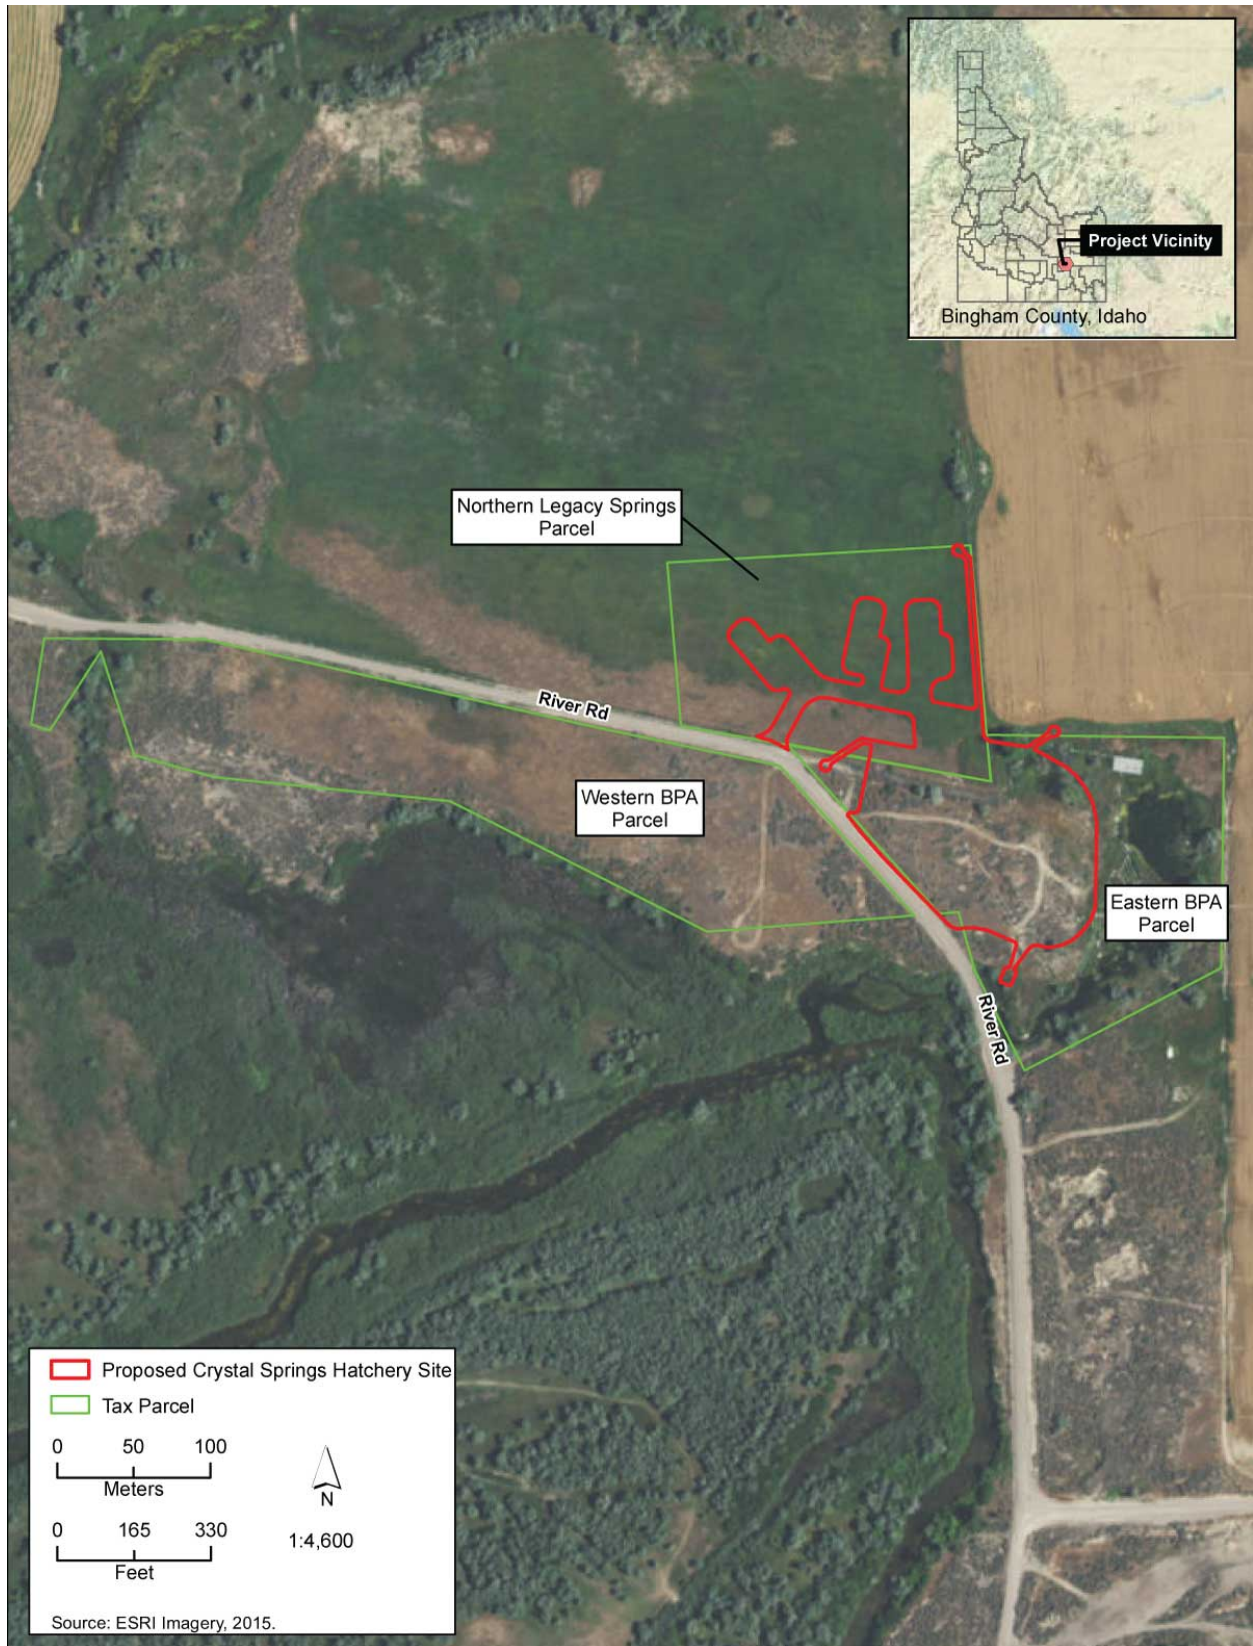 Project Vicinity
Bingham County, Idaho
Northern Legacy Springs
Parcel
River Rd
Western BPA
Parcel
Eastern BPA
Parcel
River Rd
Proposed Crystal Springs Hatchery Site
Tax Parcel
0 50 100
Meters
N
0 165 330
Feet
1:4,600
Source: ESRI Imagery, 2015.